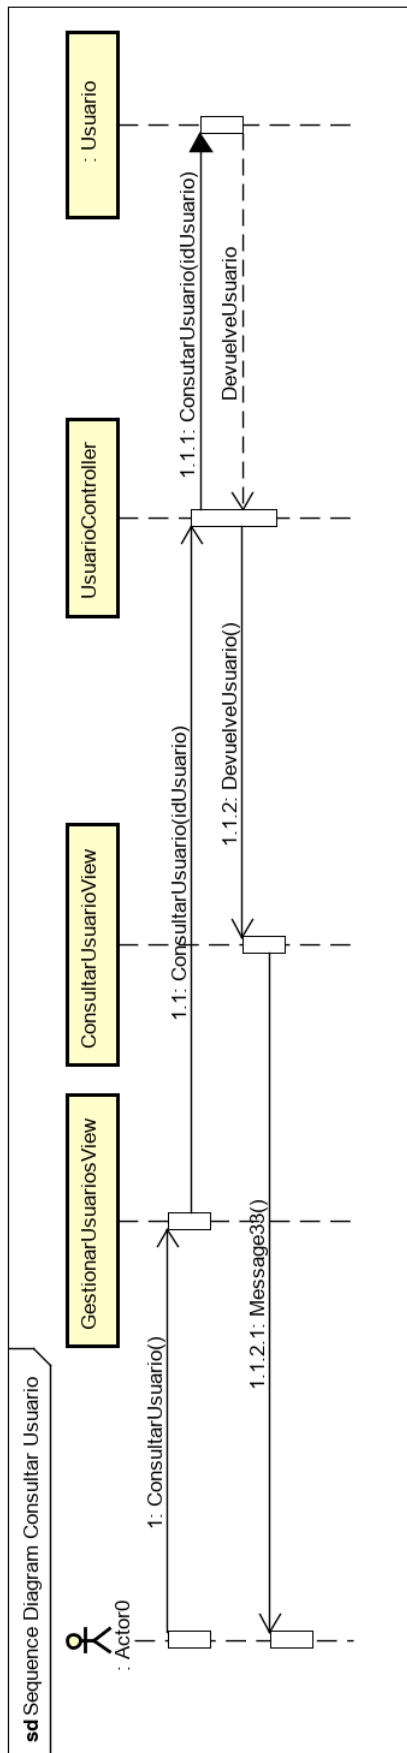 sd Sequence Diagram Consultar Usuario
: Actor0
GestionarUsuariosView
ConsultarUsuarioView
UsuarioController
: Usuario
1: ConsultarUsuario()
1.1: ConsultarUsuario(idUsuario)
1.1.1: ConsutarUsuario(idUsuario)
DevuelveUsuario
1.1.2: DevuelveUsuario()
1.1.2.1: Message38()